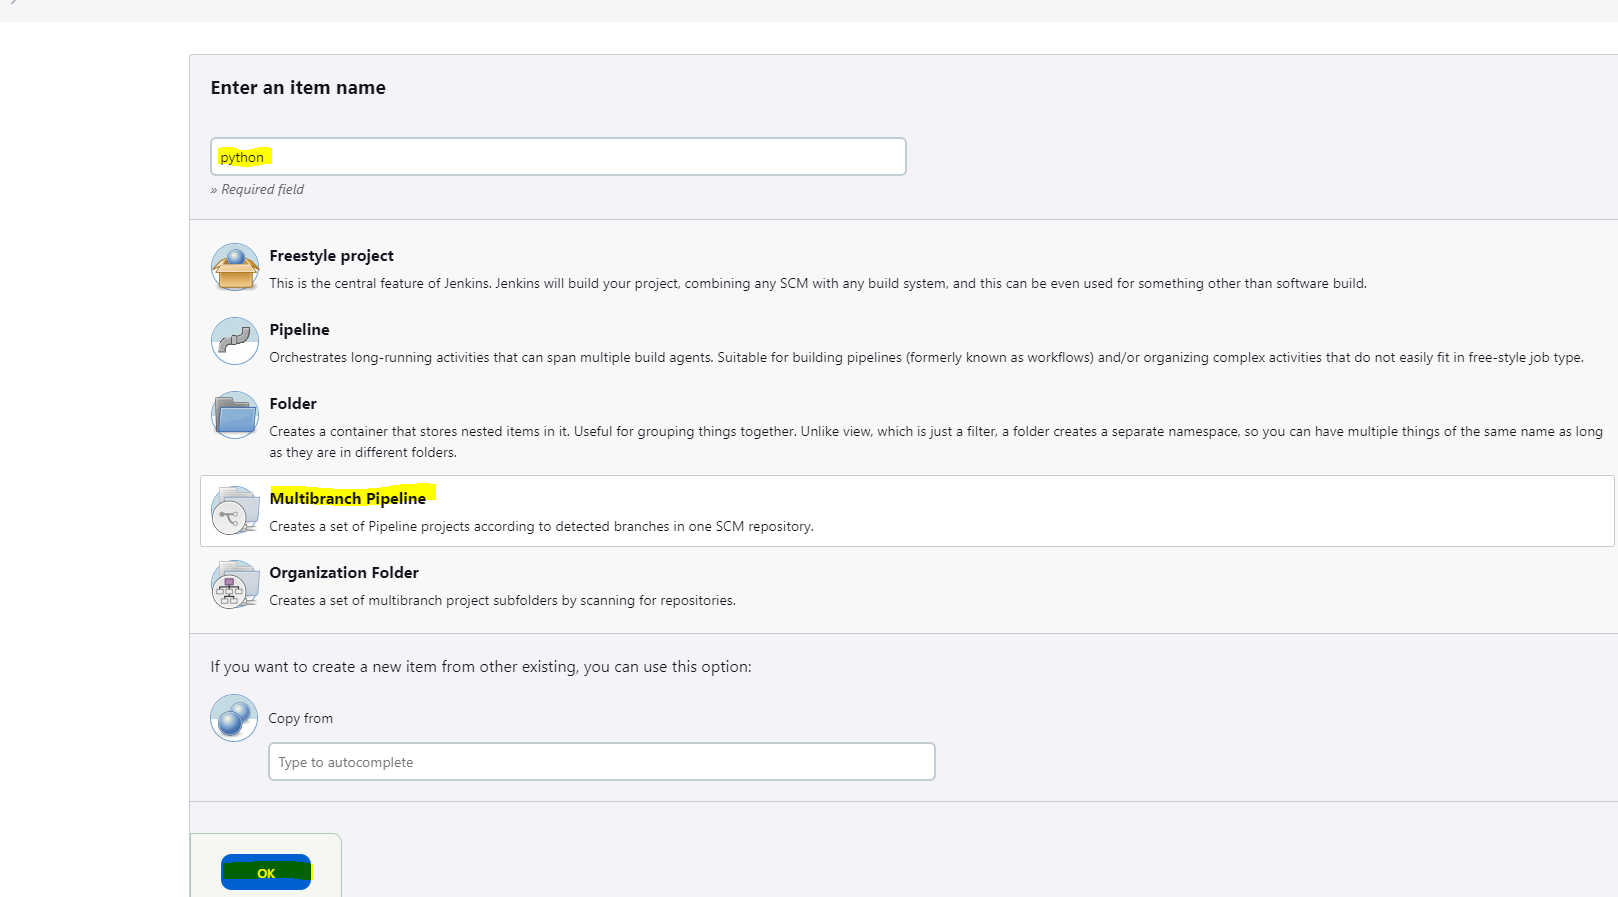 Enter an item name
python
» Required field
Freestyle project
This is the central feature of Jenkins. Jenkins will build your project, combining any SCM with any build system, and this can be even used for something other than software build.
Pipeline
Orchestrates long-running activities that can span multiple build agents. Suitable for building pipelines (formerly known as workflows) and/or organizing complex activities that do not easily fit in free-style job type.
Folder
Creates a container that stores nested items in it. Useful for grouping things together. Unlike view, which is just a filter, a folder creates a separate namespace, so you can have multiple things of the same name as long
as they are in different folders.
Multibranch Pipeline
Creates a set of Pipeline projects according to detected branches in one SCM repository.
Organization Folder
Creates a set of multibranch project subfolders by scanning for repositories.
If you want to create a new item from other existing, you can use this option:
Copy from
Type to autocomplete
OK